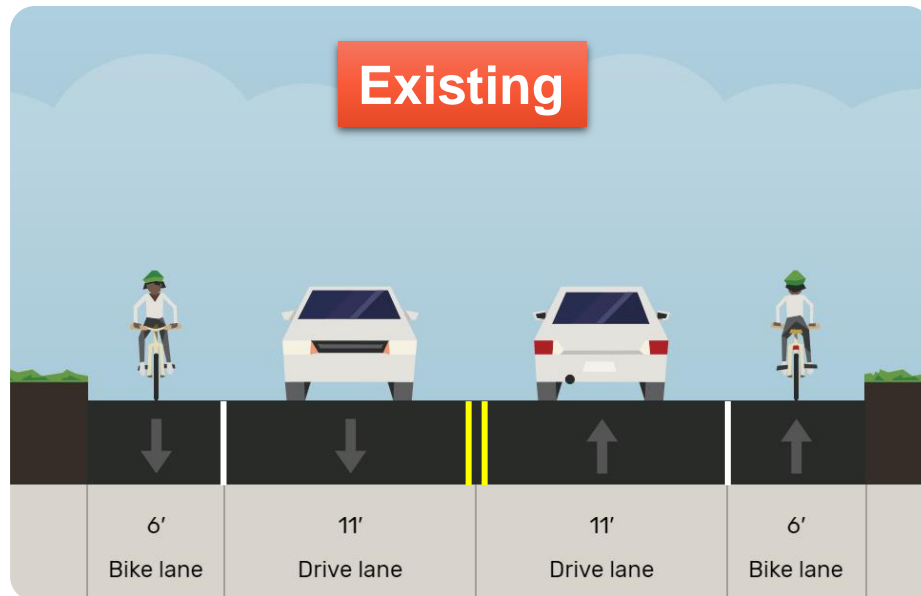 Existing
6′ 11′ 11′ 6′
Bike lane Drive lane Drive lane Bike lane